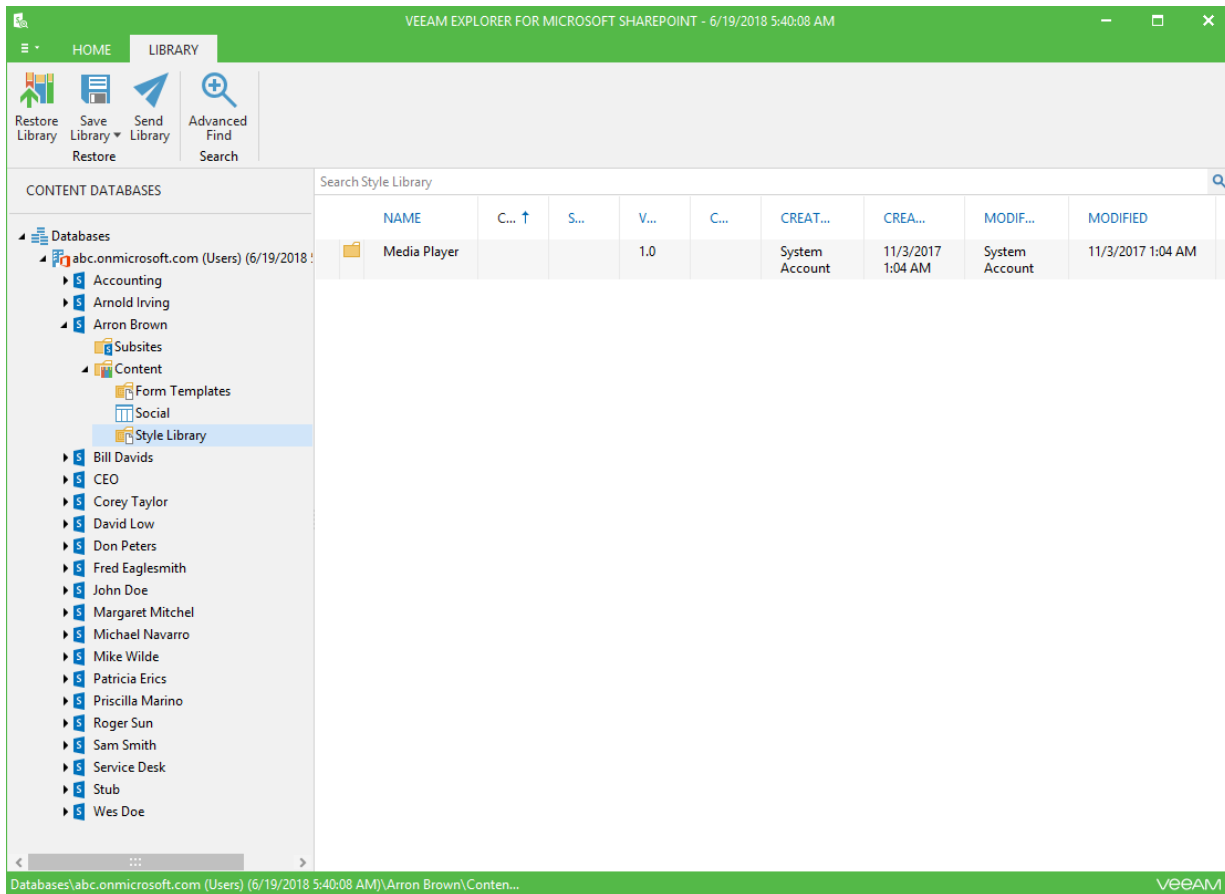 VEEAM EXPLORER FOR MICROSOFT SHAREPOINT - 6/19/2018 5:40:08 AM
HOME LIBRARY
Restore Library
Save Library
Send Library
Advanced Find
Restore
Search
CONTENT DATABASES
Databases
abc.onmicrosoft.com (Users) (6/19/2018
Accounting
Arnold Irving
Arron Brown
Subsites
Content
Form Templates
Social
Style Library
Bill Davids
CEO
Corey Taylor
David Low
Don Peters
Fred Eaglesmith
John Doe
Margaret Mitchel
Michael Navarro
Mike Wilde
Patricia Erics
Priscilla Marino
Roger Sun
Sam Smith
Service Desk
Stub
Wes Doe
Search Style Library
NAME C... S... V... C... CREAT... CREA... MODIF... MODIFIED
Media Player 1.0 System Account 11/3/2017 1:04 AM System Account 11/3/2017 1:04 AM
Databases\abc.onmicrosoft.com (Users) (6/19/2018 5:40:08 AM)\Arron Brown\Conten...
veeAM